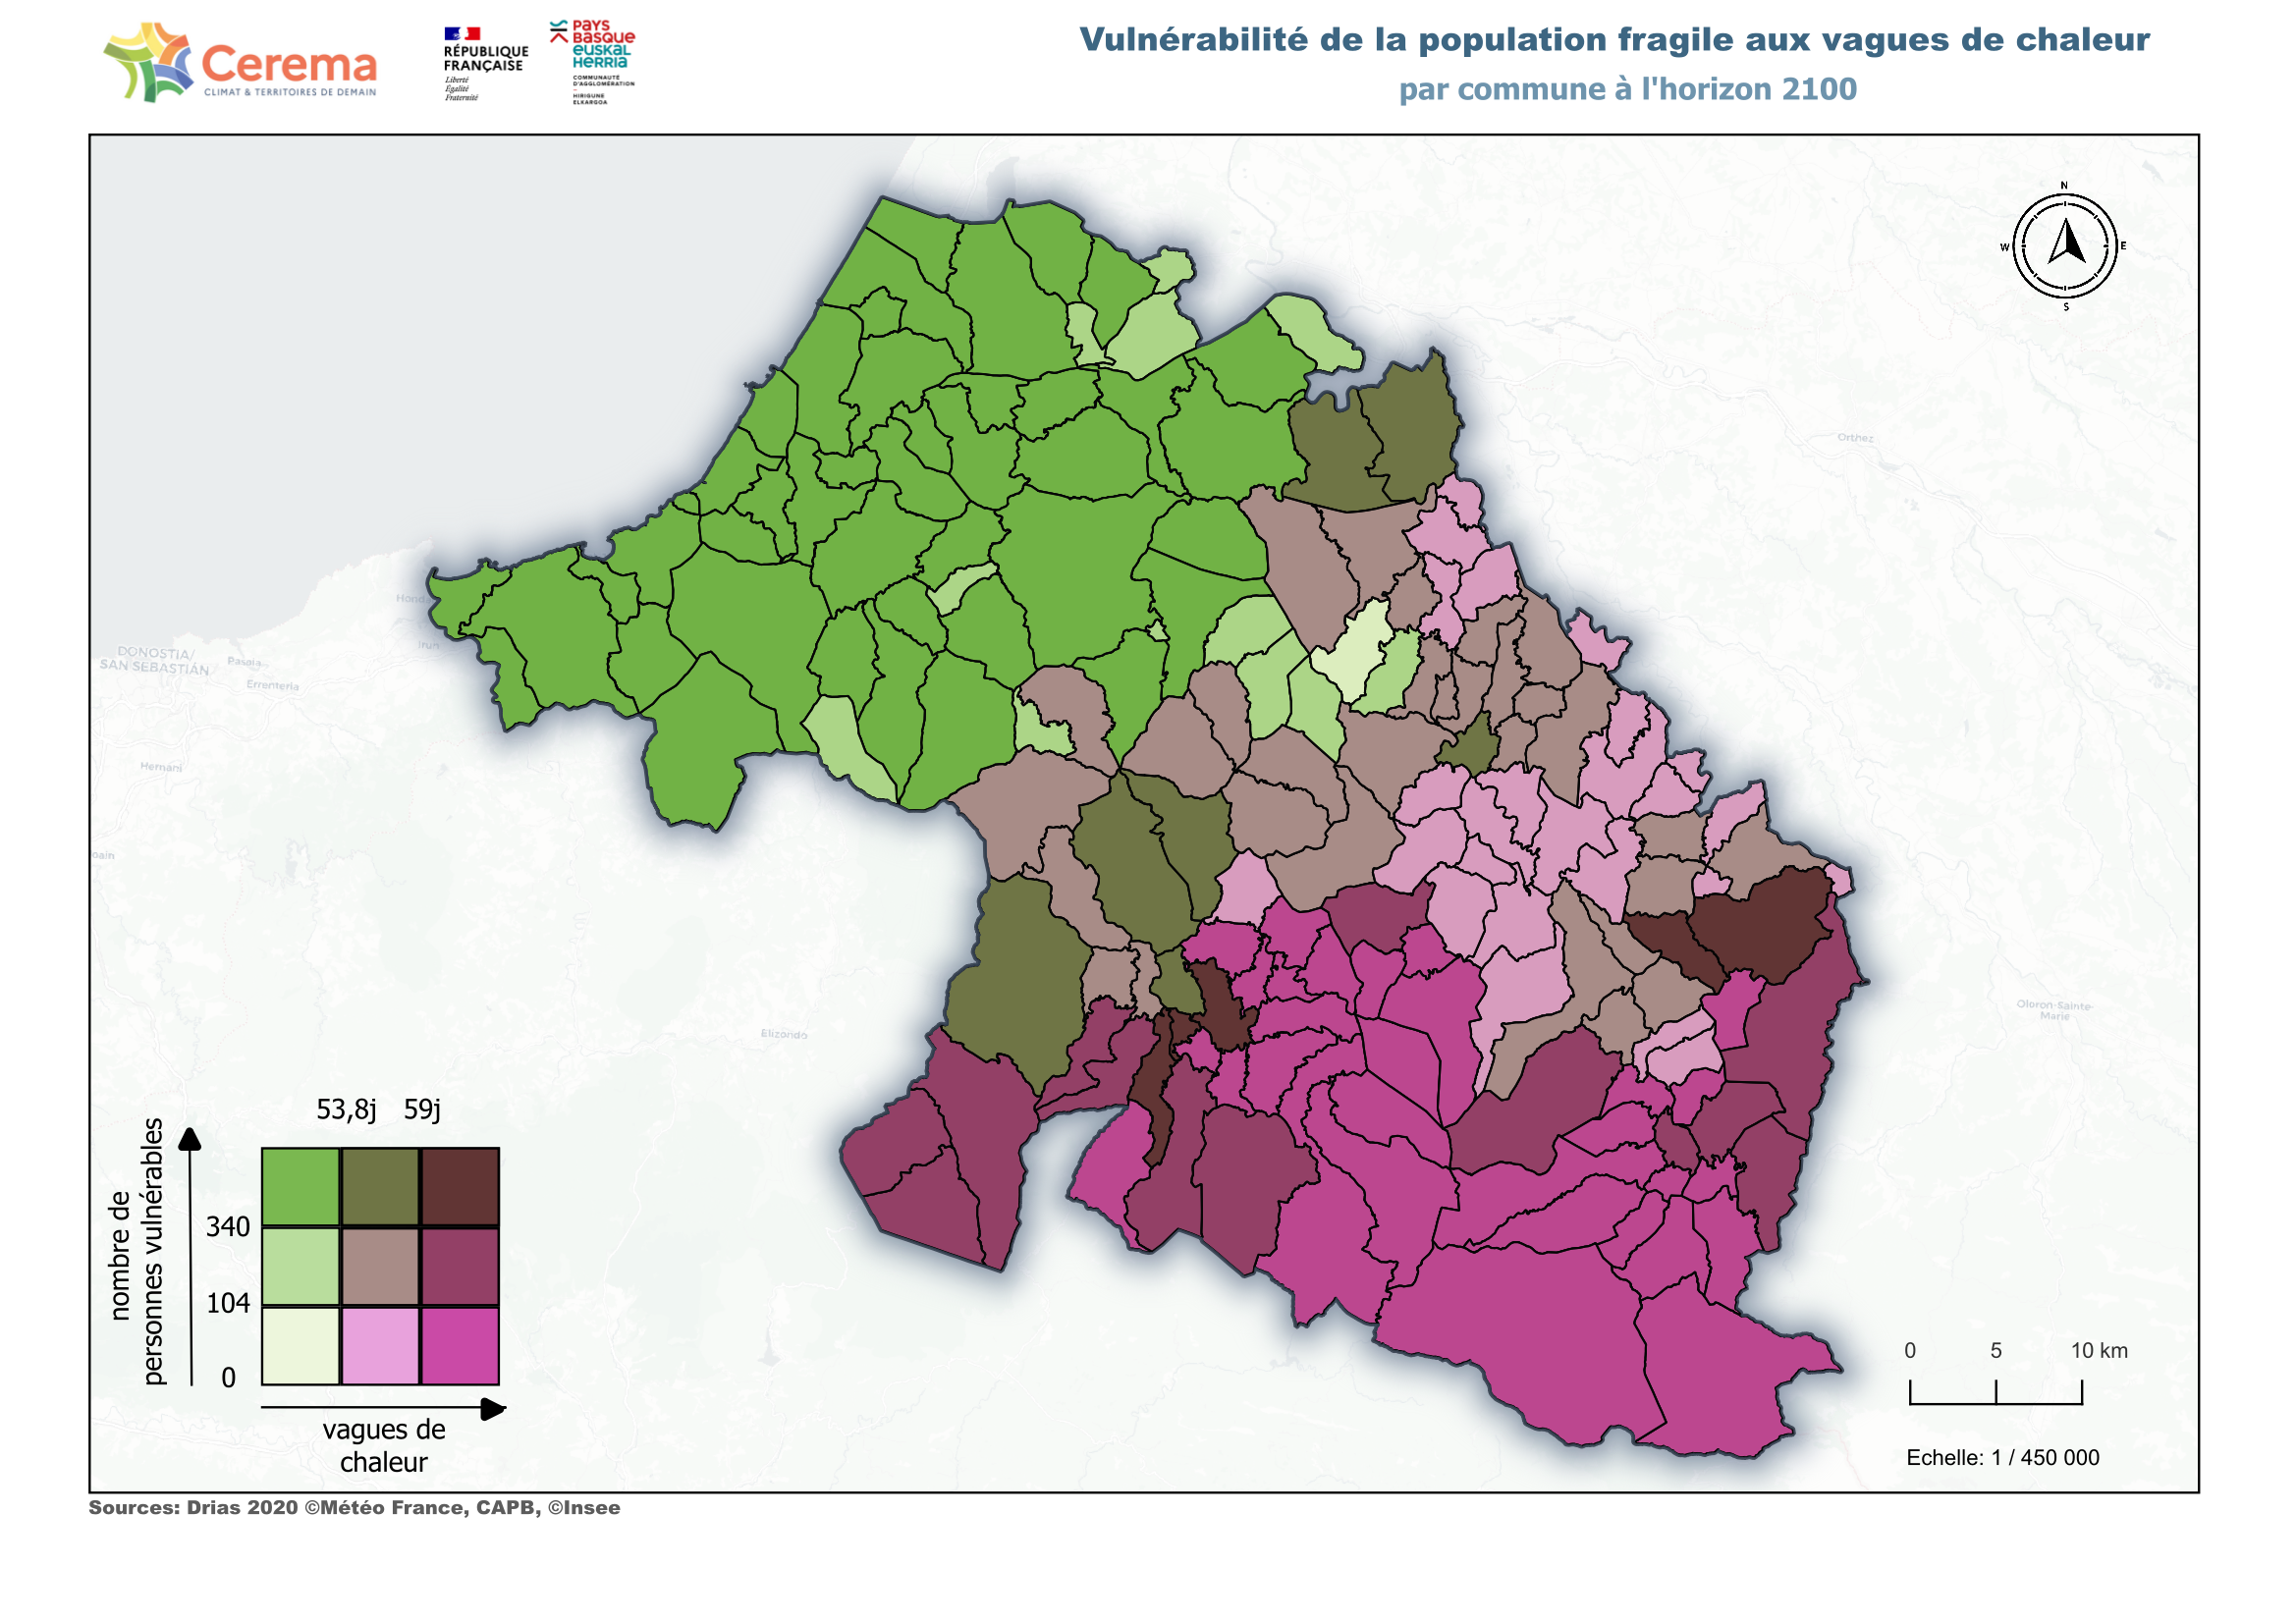 Cerema
CLIMAT & TERRITOIRES DE DEMAIN
RÉPUBLIQUE
FRANÇAISE
Liberté
Égalité
Fraternité
PAYS
BASQUE
EUSKAL
HERRIA
COMMUNAUTÉ
D'AGGLOMÉRATION
HIRIGUNE
ELKARGOA
Vulnérabilité de la population fragile aux vagues de chaleur
par commune à l'horizon 2100
N
W
E
S
Orthez
Honda
Irun
DONOSTIA/
SAN SEBASTIÁN
Pasaia
Errenteria
Hernani
oain
Elizondo
Oloron-Sainte-
Marie
53,8j 59j
nombre de
personnes vulnérables
340
104
0
vagues de
chaleur
0 5 10 km
Echelle: 1 / 450 000
Sources: Drias 2020 ©Météo France, CAPB, ©Insee